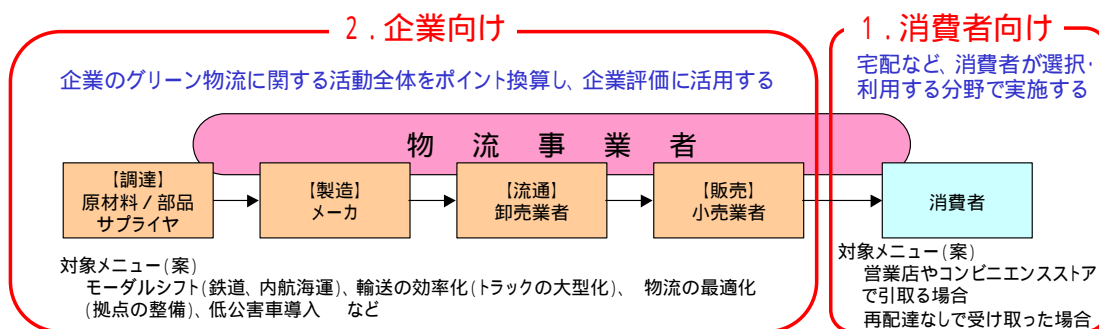 2．企業向け
企業のグリーン物流に関する活動全体をポイント換算し、企業評価に活用する
1．消費者向け
宅配など、消費者が選択・
利用する分野で実施する
物流事業者
【調達】
原材料／部品
サプライヤ
【製造】
メーカ
【流通】
卸売業者
【販売】
小売業者
消費者
対象メニュー(案)
モーダルシフト(鉄道、内航海運)、輸送の効率化(トラックの大型化)、 物流の最適化
(拠点の整備)、低公害車導入 など
対象メニュー(案)
営業店やコンビニエンスストア
で引取る場合
再配達なしで受け取った場合